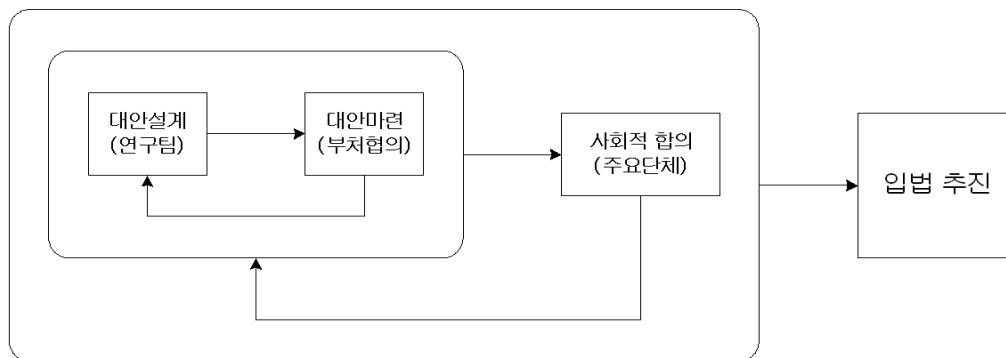 대안설계
(연구팀)
대안마련
(부처협의)
사회적 합의
(주요단체)
입법 추진